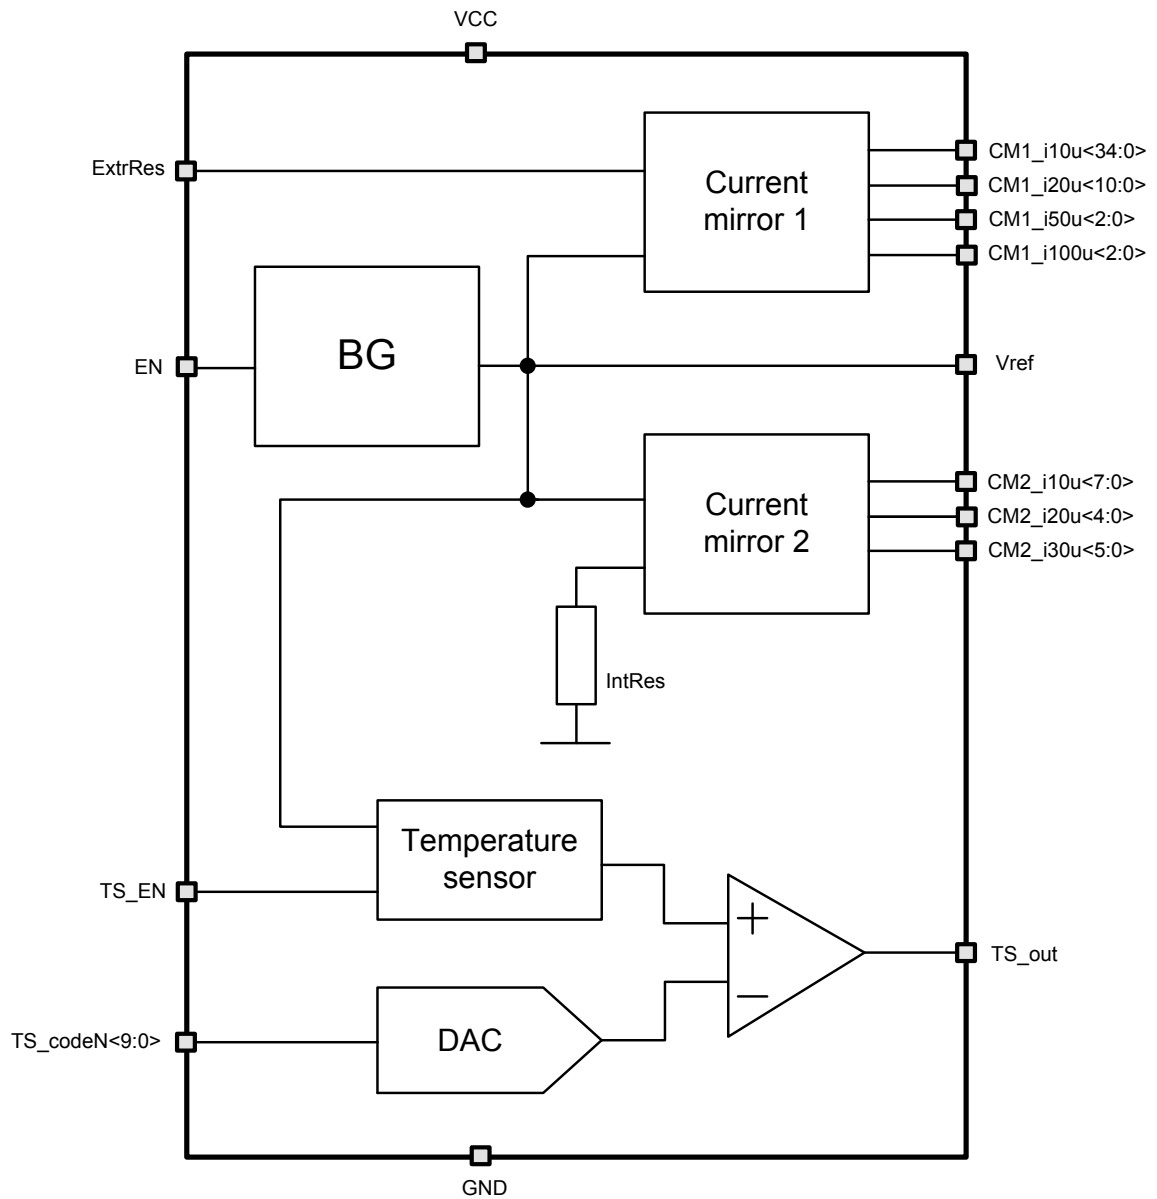 VCC
ExtrRes
Current
mirror 1
CM1_i10u<34:0>
CM1_i20u<10:0>
CM1_i50u<2:0>
CM1_i100u<2:0>
EN
BG
Vref
Current
mirror 2
CM2_i10u<7:0>
CM2_i20u<4:0>
CM2_i30u<5:0>
IntRes
Temperature
sensor
TS_EN
+
−
TS_out
TS_codeN<9:0>
DAC
GND